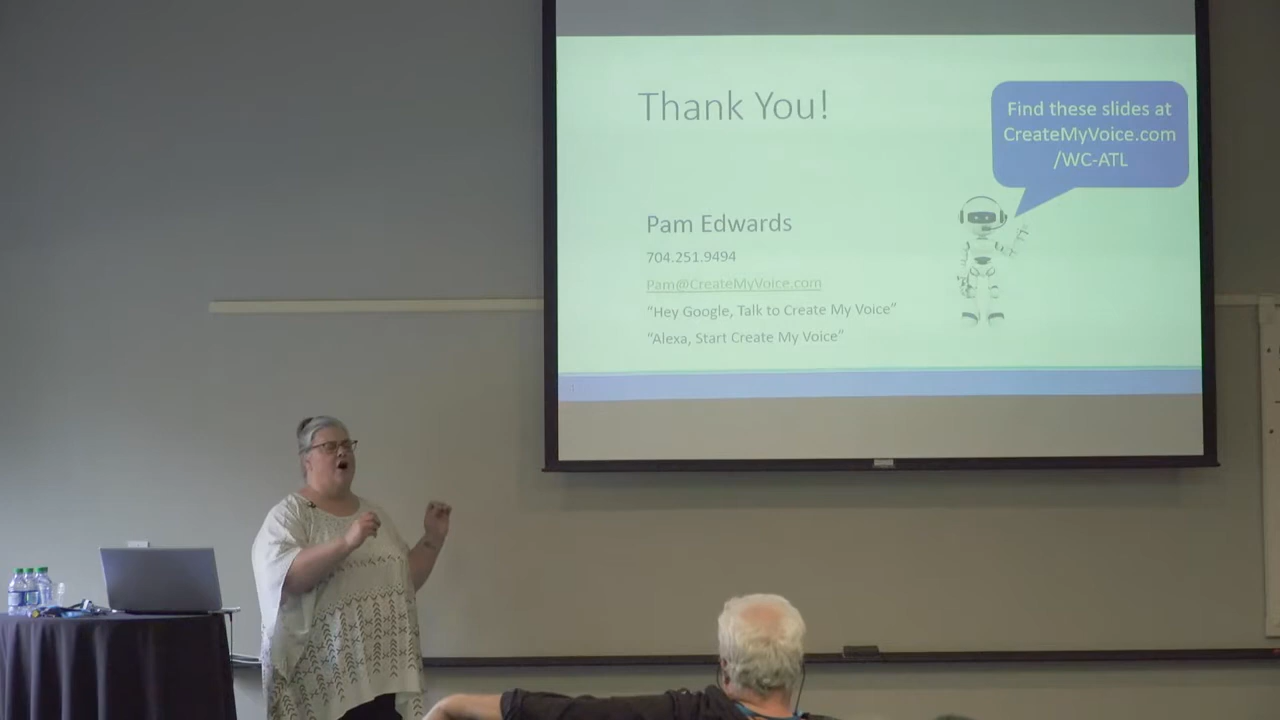 Thank You!
Find these slides at
CreateMyVoice.com
/WC-ATL
Pam Edwards
704.251.9494
Pam@CreateMyVoice.com
“Hey Google, Talk to Create My Voice”
“Alexa, Start Create My Voice”